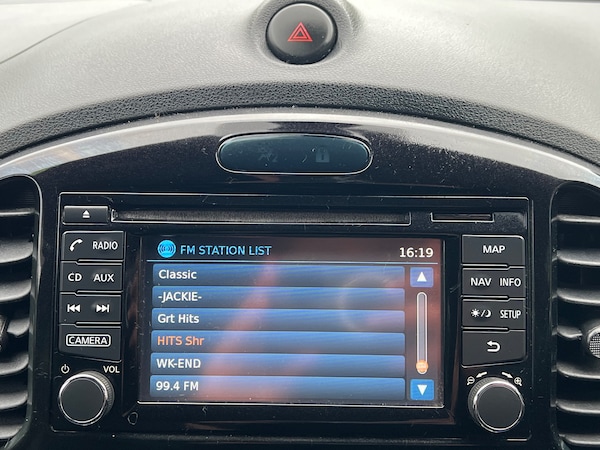 FM STATION LIST 16:19
Classic
-JACKIE-
Grt Hits
HITS Shr
WK-END
99.4 FM
RADIO
CD AUX
CAMERA
VOL
MAP
NAV INFO
SETUP